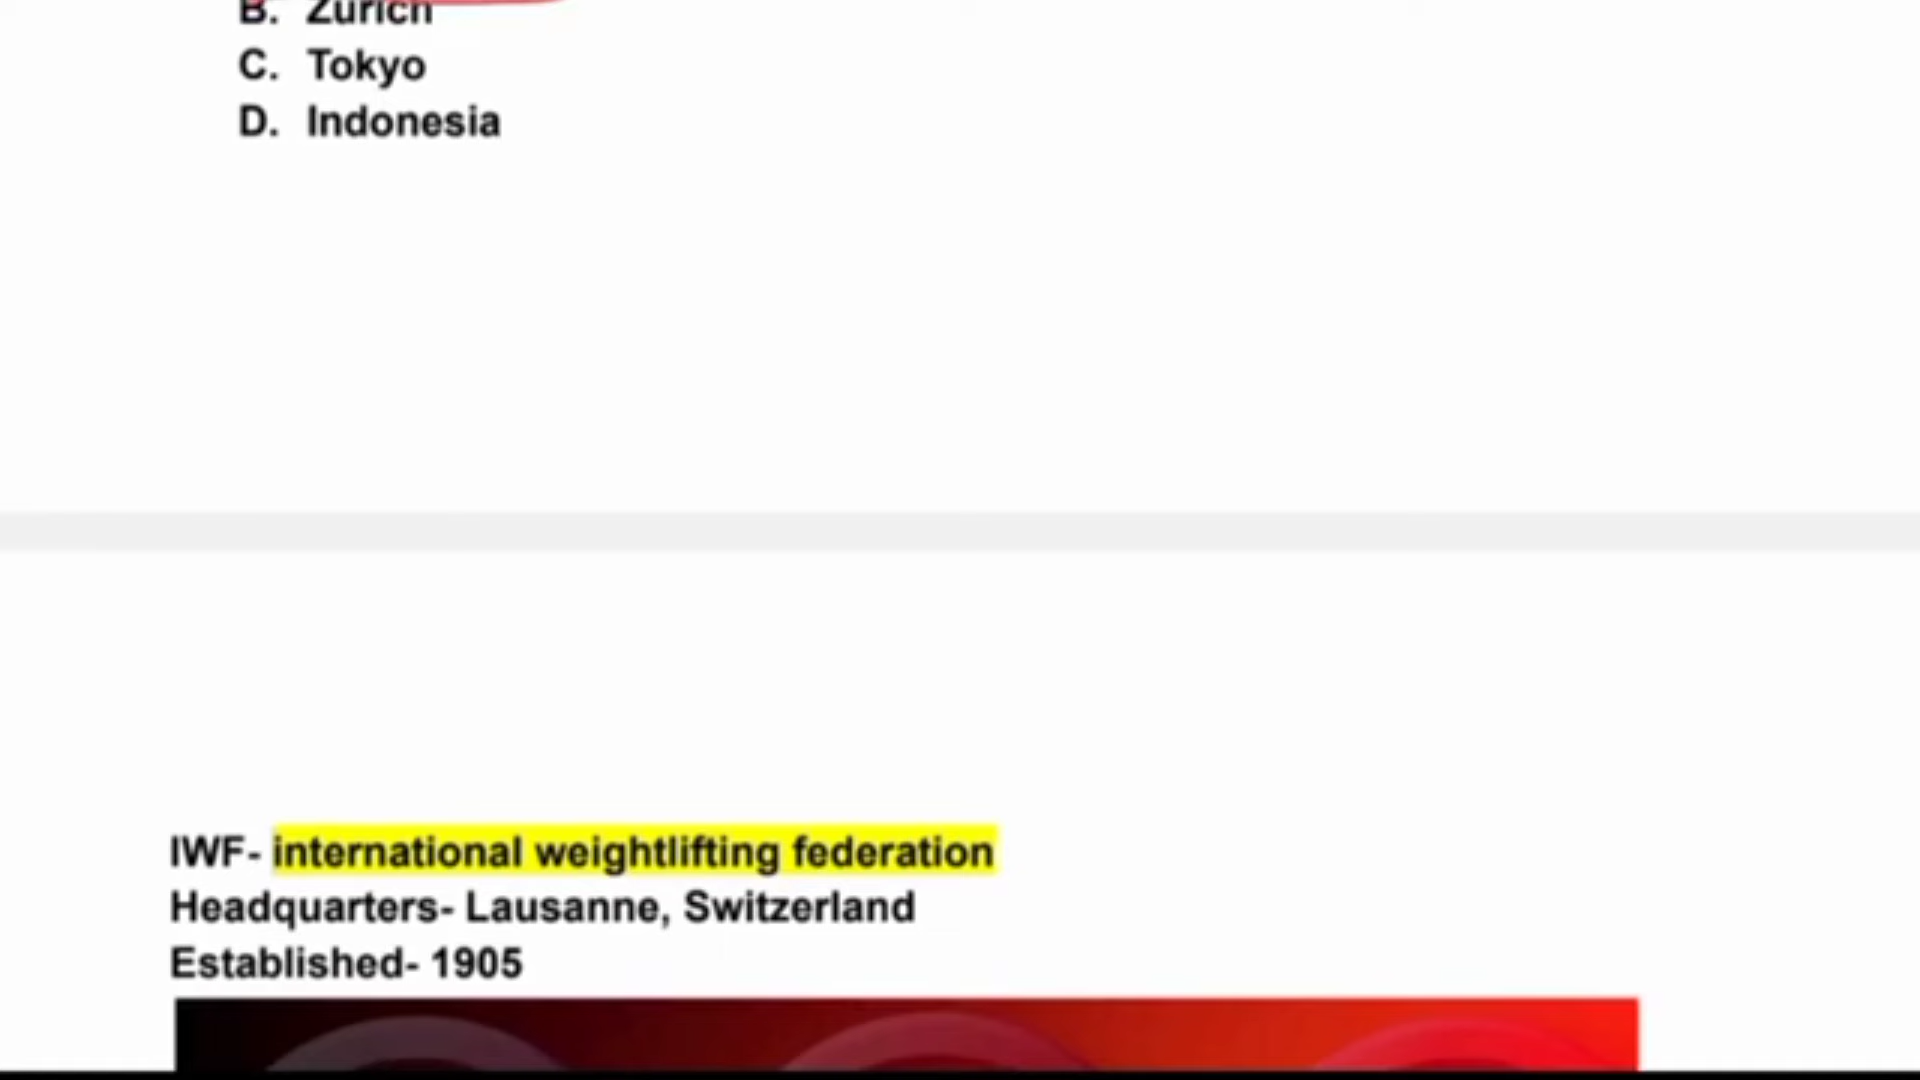 B. Zurich
C. Tokyo
D. Indonesia
IWF- international weightlifting federation
Headquarters- Lausanne, Switzerland
Established- 1905